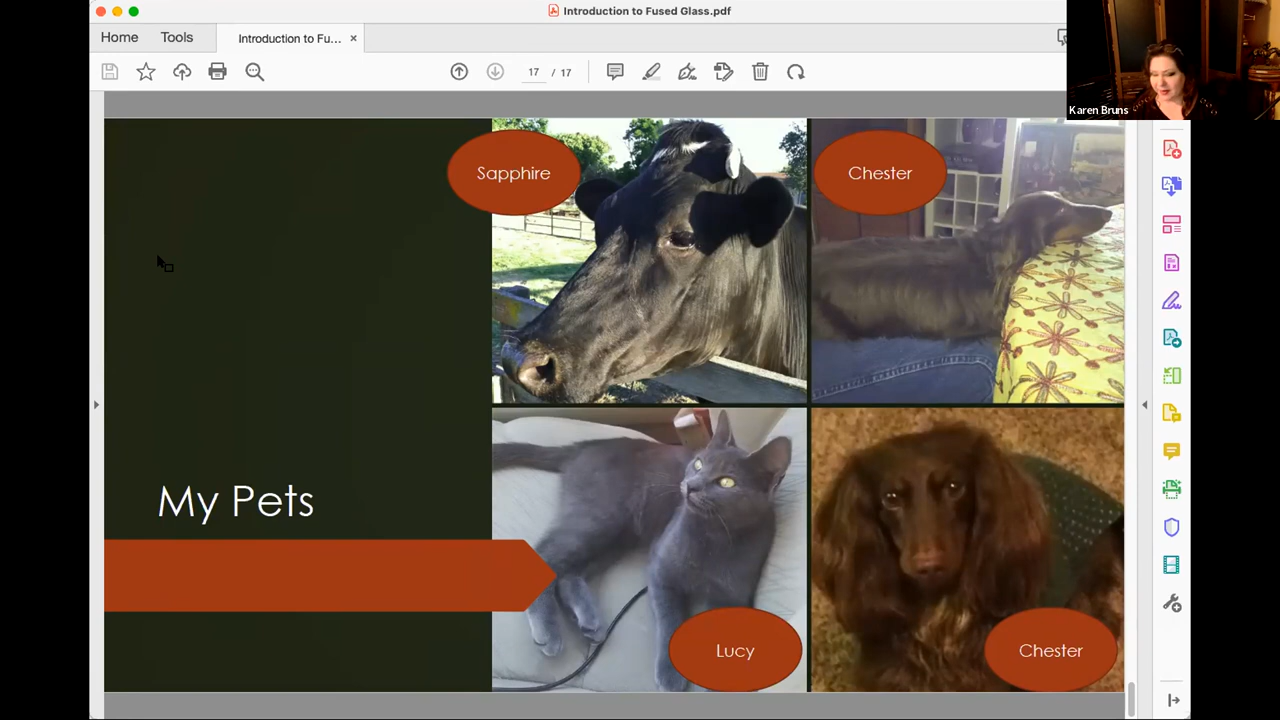 Introduction to Fused Glass.pdf
Home
Tools
Introduction to Fu...
17 / 17
Karen Bruns
Sapphire
Chester
My Pets
Lucy
Chester